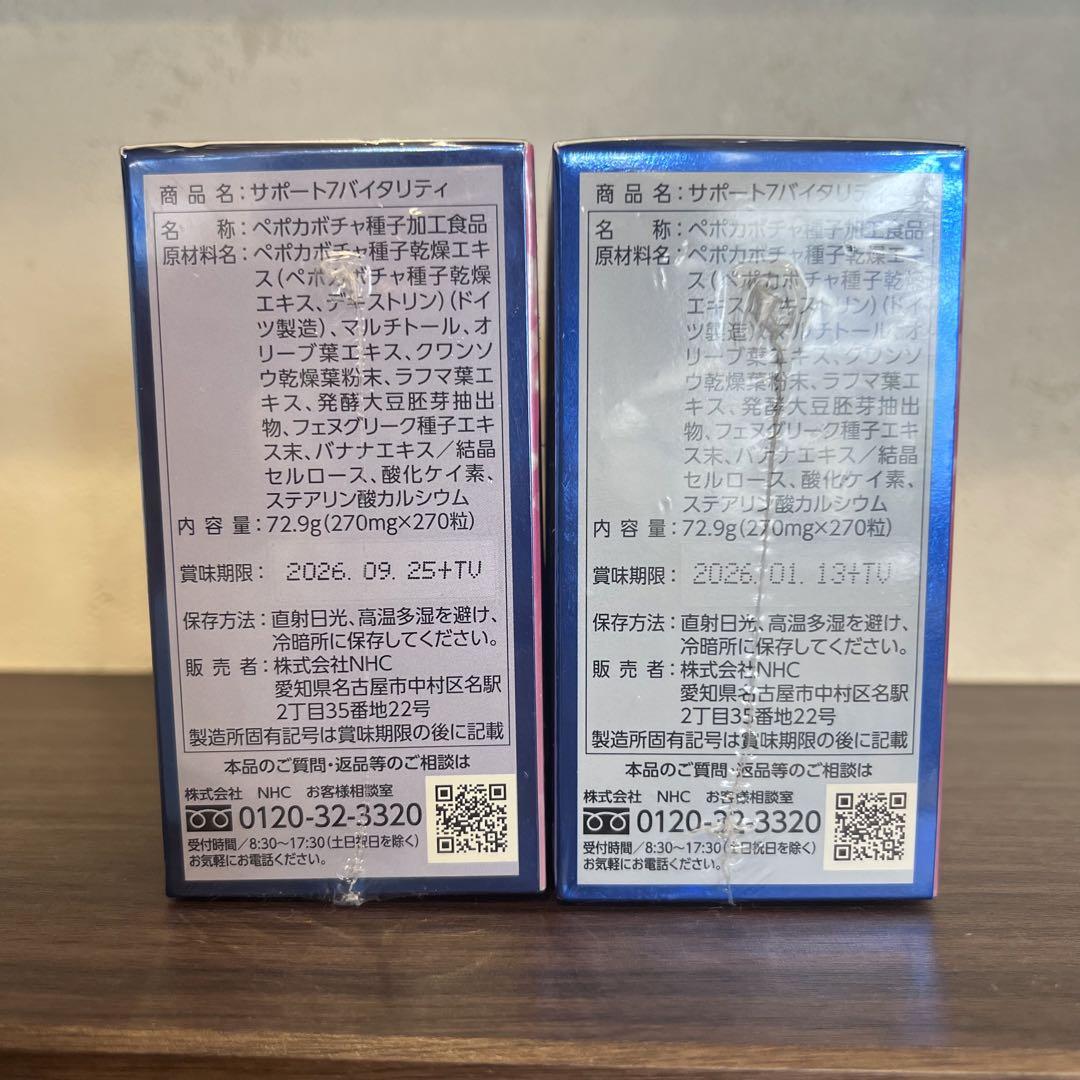 商品名：サポート7バイタリティ
名称：ペポカボチャ種子加工食品
原材料名：ペポカボチャ種子乾燥エキ
ス（ペポカボチャ種子乾燥
エキス、デキストリン）（ドイ
ツ製造）、マルチトール、オ
リーブ葉エキス、クワンソ
ウ乾燥葉粉末、ラフマ葉エ
キス、発酵大豆胚芽抽出
物、フェヌグリーク種子エキ
ス末、バナナエキス／結晶
セルロース、酸化ケイ素、
ステアリン酸カルシウム
内容量：72.9g（270mg×270粒）
賞味期限：2026. 09. 25+TV
保存方法：直射日光、高温多湿を避け、
冷暗所に保存してください。
販売者：株式会社NHC
愛知県名古屋市中村区名駅
2丁目35番地22号
製造所固有記号は賞味期限の後に記載
本品のご質問・返品等のご相談は
株式会社 NHC お客様相談室
0120-32-3320
受付時間／8:30～17:30（土日祝日を除く）
お気軽にお電話ください。
商品名：サポート7バイタリティ
名称：ペポカボチャ種子加工食品
原材料名：ペポカボチャ種子乾燥エキ
ス（ペポカボチャ種子乾燥
エキス、デキストリン）（ドイ
ツ製造）、マルチトール、オ
リーブ葉エキス、クワンソ
ウ乾燥葉粉末、ラフマ葉エ
キス、発酵大豆胚芽抽出
物、フェヌグリーク種子エキ
ス末、バナナエキス／結晶
セルロース、酸化ケイ素、
ステアリン酸カルシウム
内容量：72.9g（270mg×270粒）
賞味期限：2026. 01. 13+TV
保存方法：直射日光、高温多湿を避け、
冷暗所に保存してください。
販売者：株式会社NHC
愛知県名古屋市中村区名駅
2丁目35番地22号
製造所固有記号は賞味期限の後に記載
本品のご質問・返品等のご相談は
株式会社 NHC お客様相談室
0120-32-3320
受付時間／8:30～17:30（土日祝日を除く）
お気軽にお電話ください。